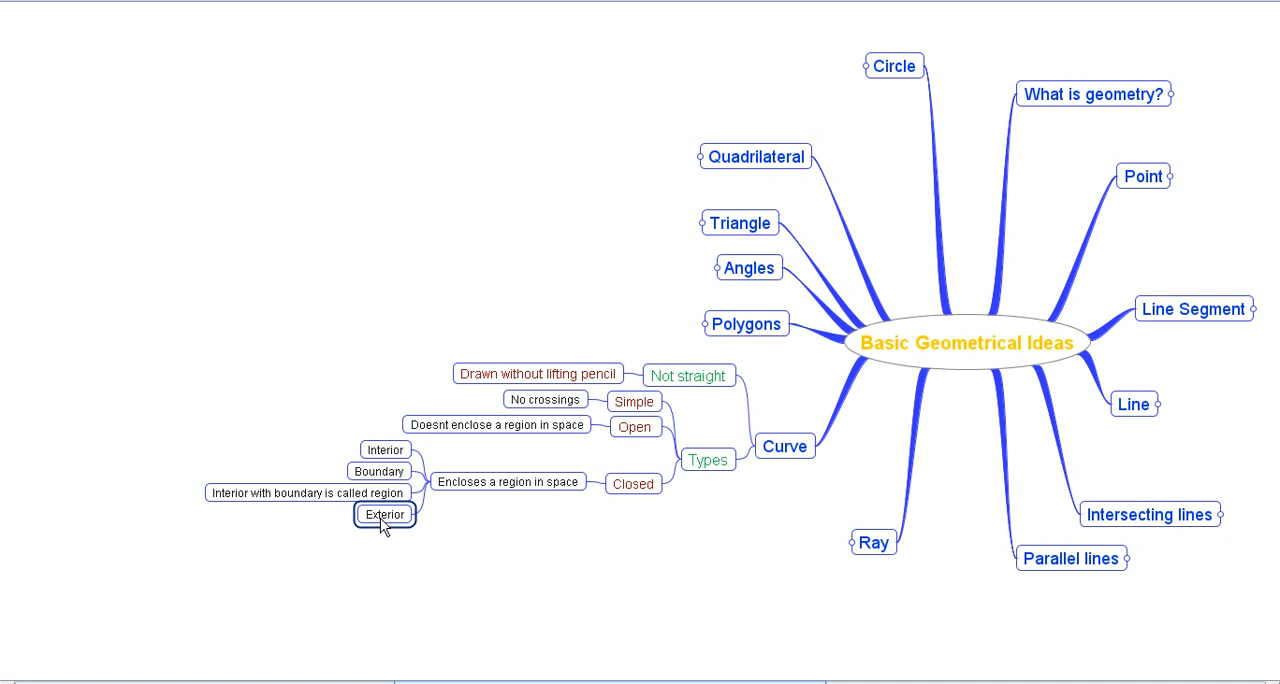 Circle
What is geometry?
Quadrilateral
Point
Triangle
Angles
Line Segment
Polygons
Basic Geometrical Ideas
Drawn without lifting pencil
Not straight
No crossings
Simple
Line
Doesnt enclose a region in space
Open
Curve
Interior
Types
Boundary
Encloses a region in space
Closed
Interior with boundary is called region
Exterior
Intersecting lines
Ray
Parallel lines